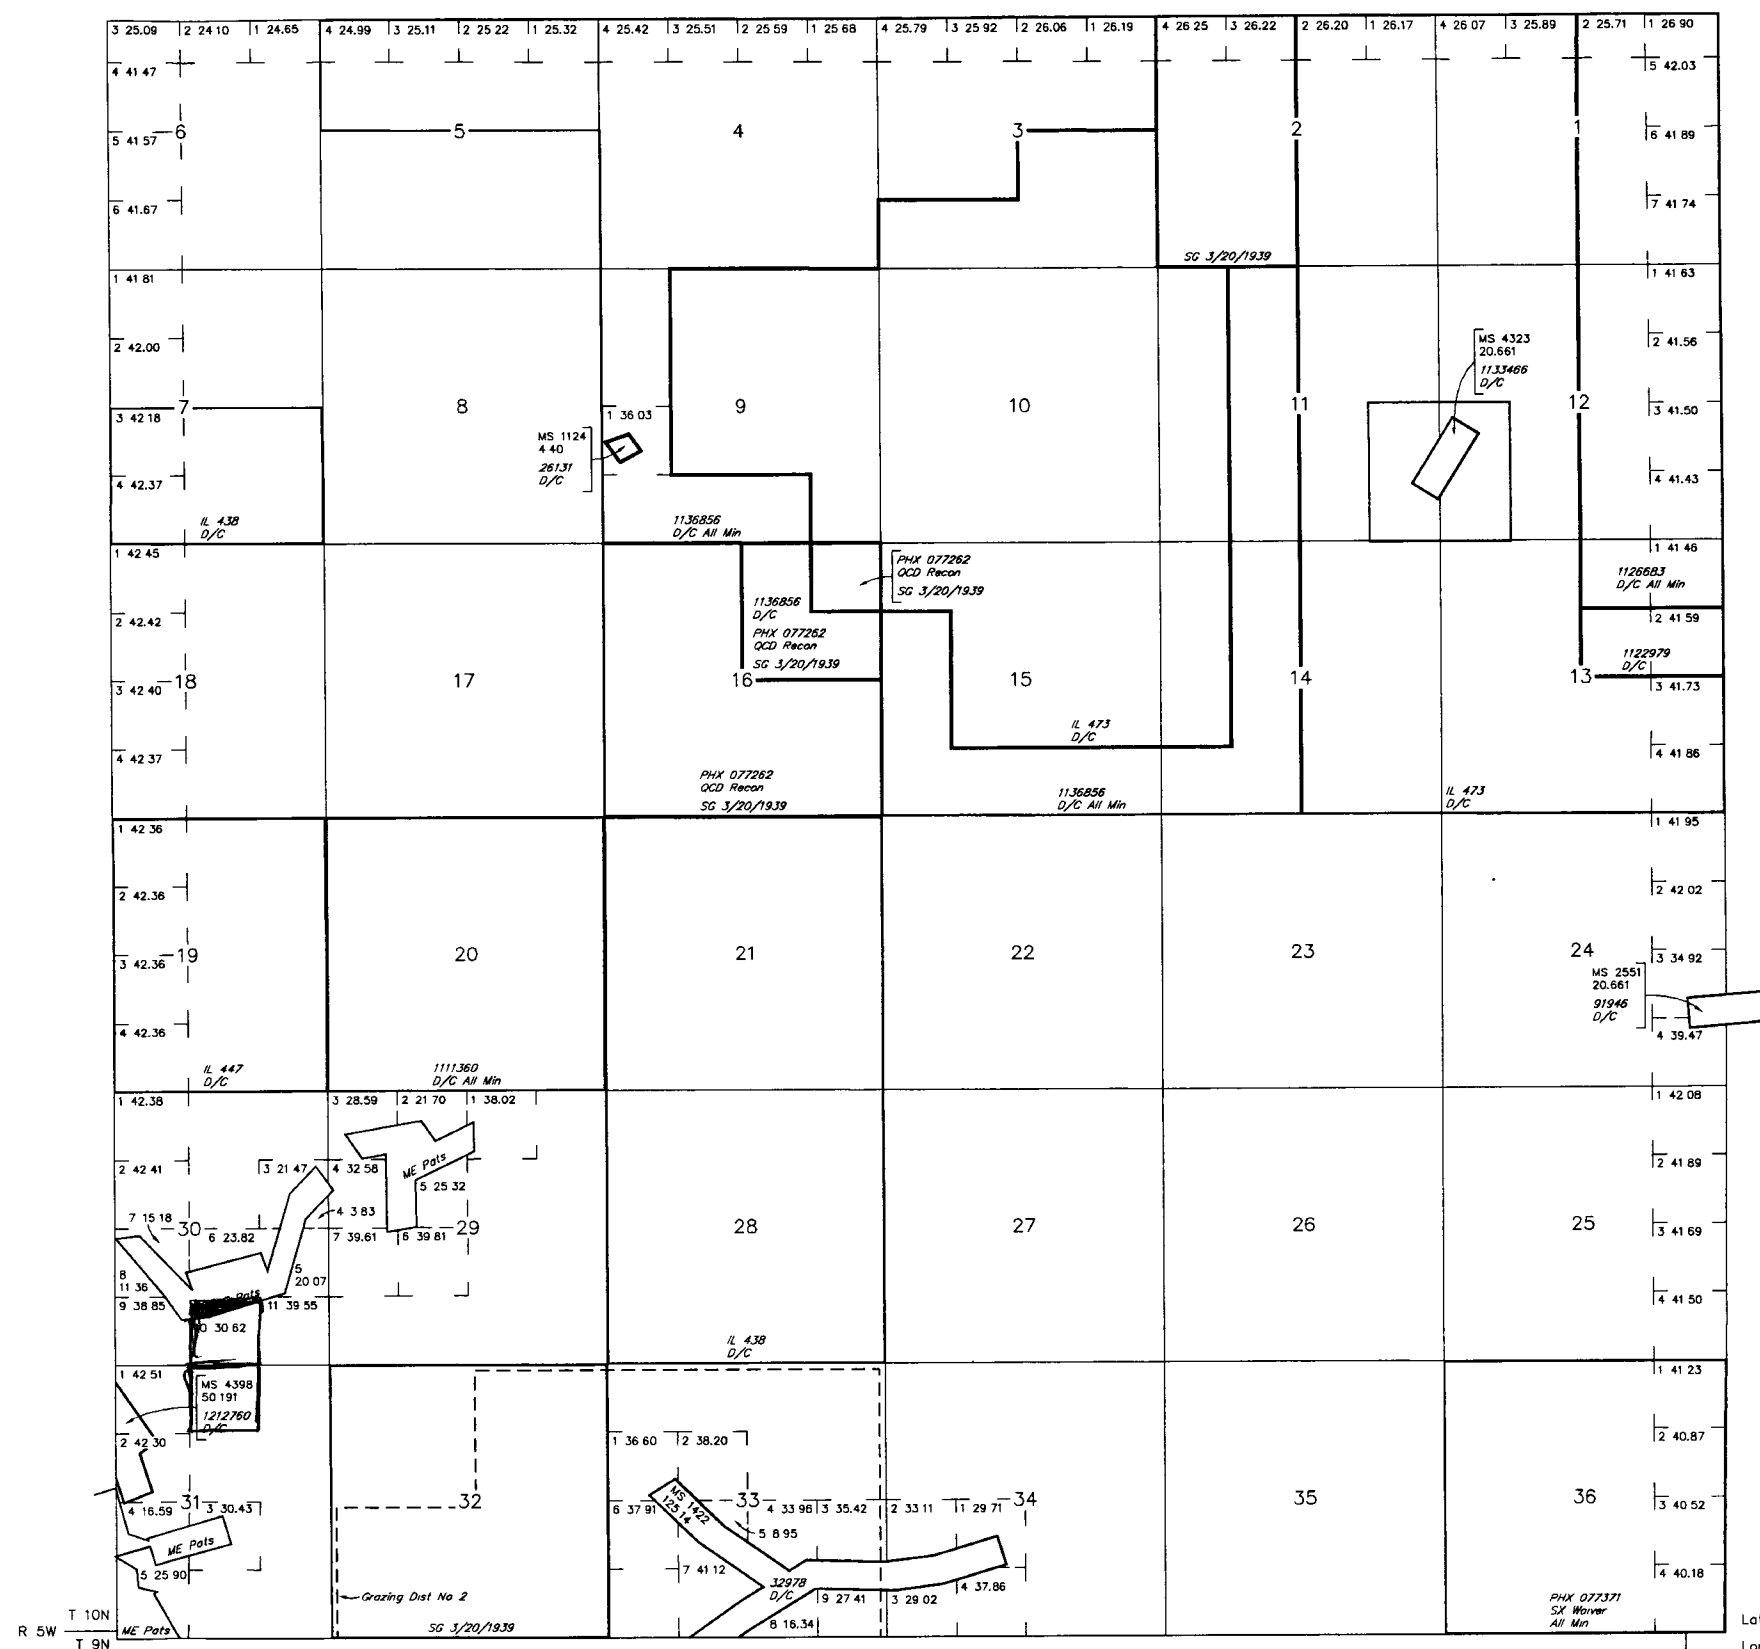 3 25.09 2 24 10 1 24.65 4 24.99 3 25.11 2 25 22 1 25.32 4 25.42 3 25.51 2 25 59 1 25 68 4 25.79 3 25 92 2 26.06 1 26.19 4 26 25 3 26.22 2 26.20 1 26.17 4 26 07 3 25.89 2 25.71 1 26 90
4 41 47
5 42.03
5 41 57
6
5
4
3
2
1
6 41 89
6 41.67
7 41 74
SG 3/20/1939
1 41 81
1 41 63
2 42.00
2 41.56
MS 4323
20.661
1133466
D/C
3 42 18
7
8
1 36 03
9
10
11
12
3 41.50
MS 1124
4 40
26131
D/C
4 42.37
4 41.43
IL 438
D/C
1136856
D/C All Min
1 42 45
1 41 46
PHX 077262
QCD Recon
SG 3/20/1939
1126683
D/C All Min
1136856
D/C
PHX 077262
QCD Recon
SG 3/20/1939
2 42.42
2 41 59
1122979
D/C
3 42 40
18
17
16
15
14
13
3 41.73
IL 473
D/C
4 42 37
4 41 86
PHX 077262
QCD Recon
SG 3/20/1939
1136856
D/C All Min
IL 473
D/C
1 42 36
1 41 95
2 42.36
2 42 02
3 42.36
19
20
21
22
23
24
3 34 92
MS 2551
20.661
91946
D/C
4 42.36
4 39.47
IL 447
D/C
1111360
D/C All Min
1 42.38
3 28.59 2 21 70 1 38.02
1 42 08
2 42 41
3 21 47 4 32 58
ME Pats
5 25 32
2 41 89
7 15 18
4 3 83
30
6 23.82
7 39.61 6 39 81
29
28
27
26
25
3 41 69
8
11 36
5
20 07
9 38 85
Pats
11 39 55
4 41 50
0 30 62
IL 438
D/C
1 42 51
1 41 23
MS 4398
50 191
1212760
D/C
2 42 30
1 36 60 2 38.20
2 40.87
4 16.59
31
3 30.43
32
6 37 91
MS 1422
125 14
33
4 33 96 3 35.42 2 33 11 1 29 71
34
35
36
3 40 52
5 8 95
ME Pats
5 25 90
7 41 12
32978
D/C
9 27 41 3 29 02
4 37.86
4 40.18
Grazing Dist No 2
SG 3/20/1939
8 16.34
PHX 077371
SX Waiver
All Min
T 10N
R 5W
T 9N
ME Pats